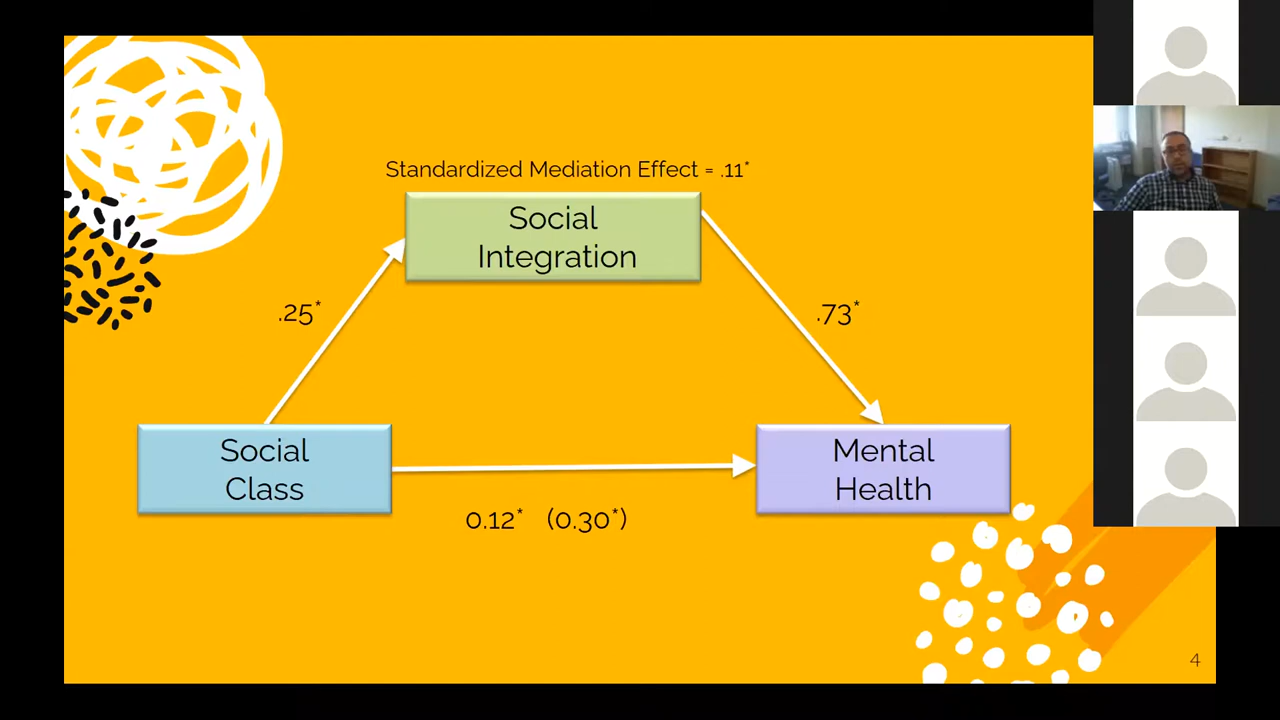 Standardized Mediation Effect = .11*
Social
Integration
.25*
.73*
Social
Class
Mental
Health
0.12* (0.30*)
4